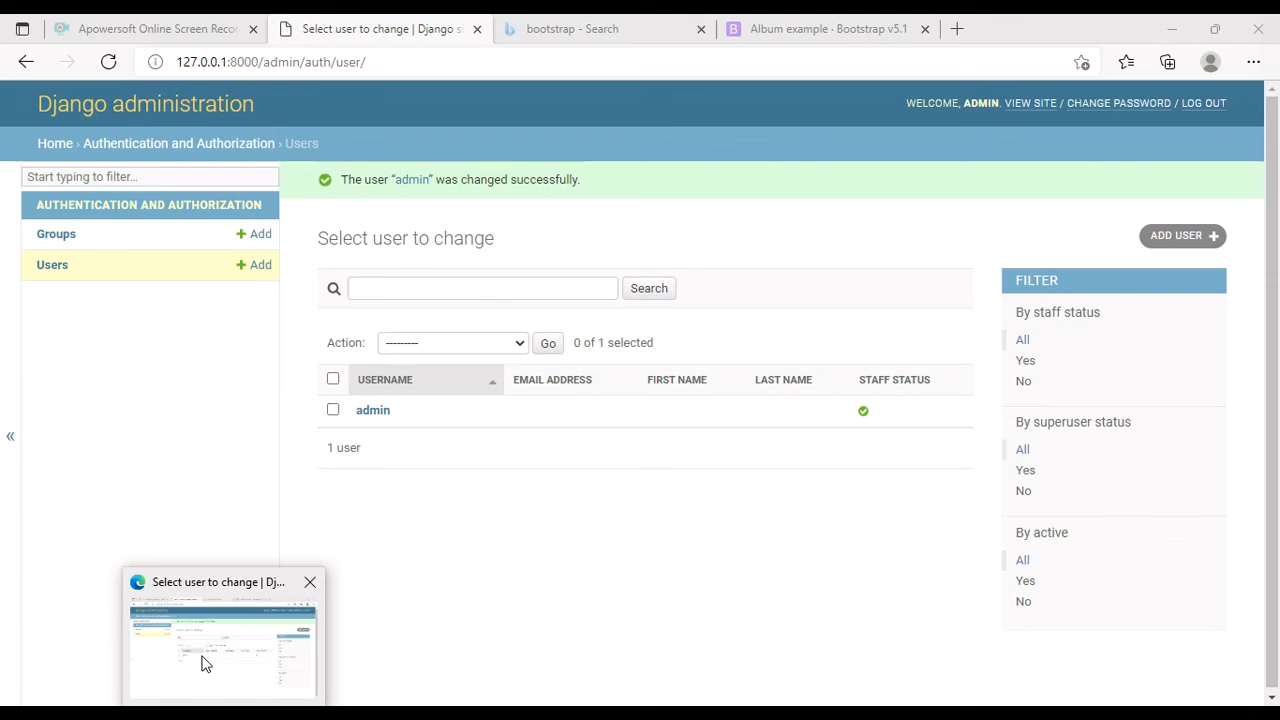 Apowersoft Online Screen Recor
Select user to change | Django s
bootstrap - Search
Album example · Bootstrap v5.1
127.0.0.1:8000/admin/auth/user/
Django administration
WELCOME, ADMIN. VIEW SITE / CHANGE PASSWORD / LOG OUT
Home › Authentication and Authorization › Users
Start typing to filter...
The user “admin” was changed successfully.
AUTHENTICATION AND AUTHORIZATION
Groups + Add
Users + Add
Select user to change
ADD USER +
Search
Action: --------- Go 0 of 1 selected
USERNAME EMAIL ADDRESS FIRST NAME LAST NAME STAFF STATUS
admin
1 user
FILTER
By staff status
All
Yes
No
By superuser status
All
Yes
No
By active
All
Yes
No
«
Select user to change | Dj...